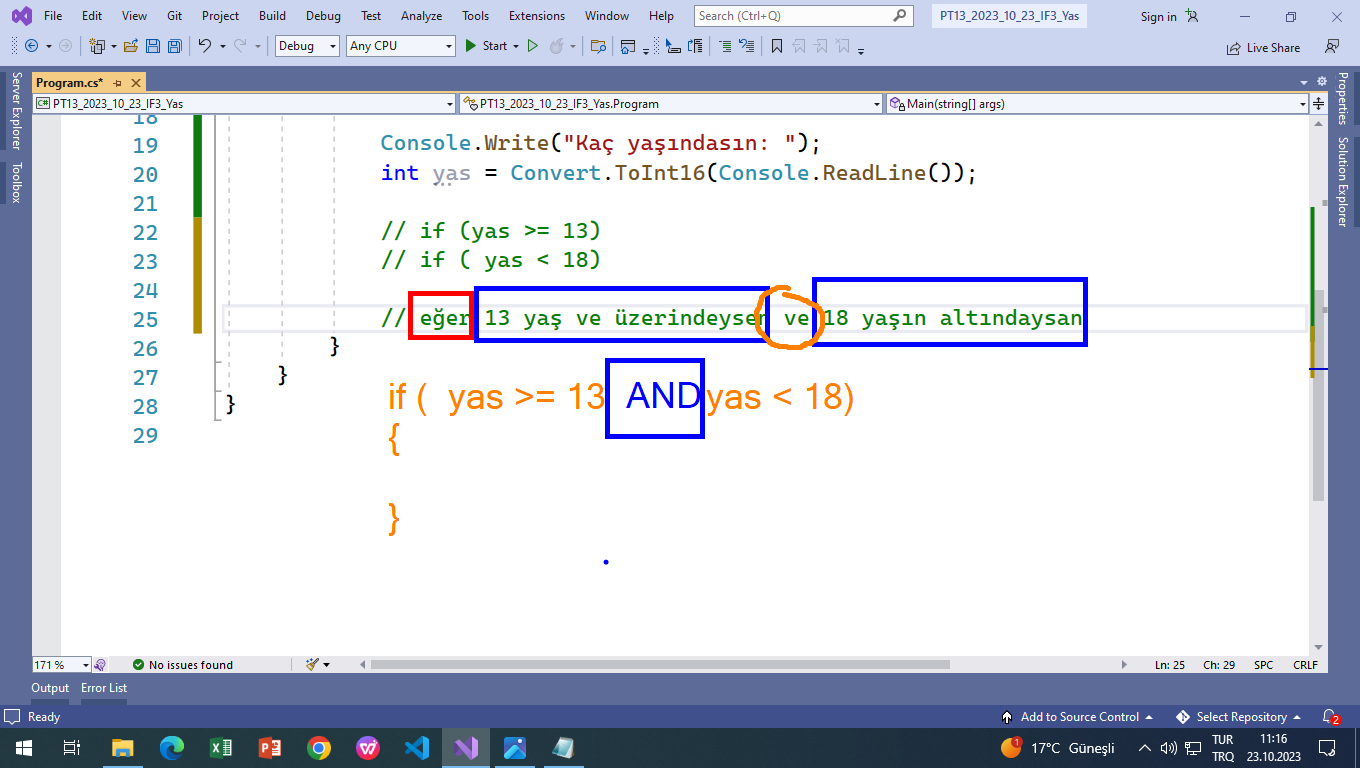 File Edit View Git Project Build Debug Test Analyze Tools Extensions Window Help Search (Ctrl+Q) PT13_2023_10_23_IF3_Yas Sign in
Debug Any CPU Start Live Share
Server Explorer
Toolbox
Program.cs*
PT13_2023_10_23_IF3_Yas PT13_2023_10_23_IF3_Yas.Program Main(string[] args)
Properties
Solution Explorer
18
19 Console.Write("Kaç yaşındasın: ");
20 int yas = Convert.ToInt16(Console.ReadLine());
21
22 // if (yas >= 13)
23 // if ( yas < 18)
24
25 // eğer 13 yaş ve üzerindeysen ve 18 yaşın altındaysan
26 }
27 }
28 }
29
if ( yas >= 13 AND yas < 18)
{
}
171 % No issues found Ln: 25 Ch: 29 SPC CRLF
Output Error List
Ready Add to Source Control Select Repository 2
1 17°C Güneşli TUR TRQ 11:16 23.10.2023